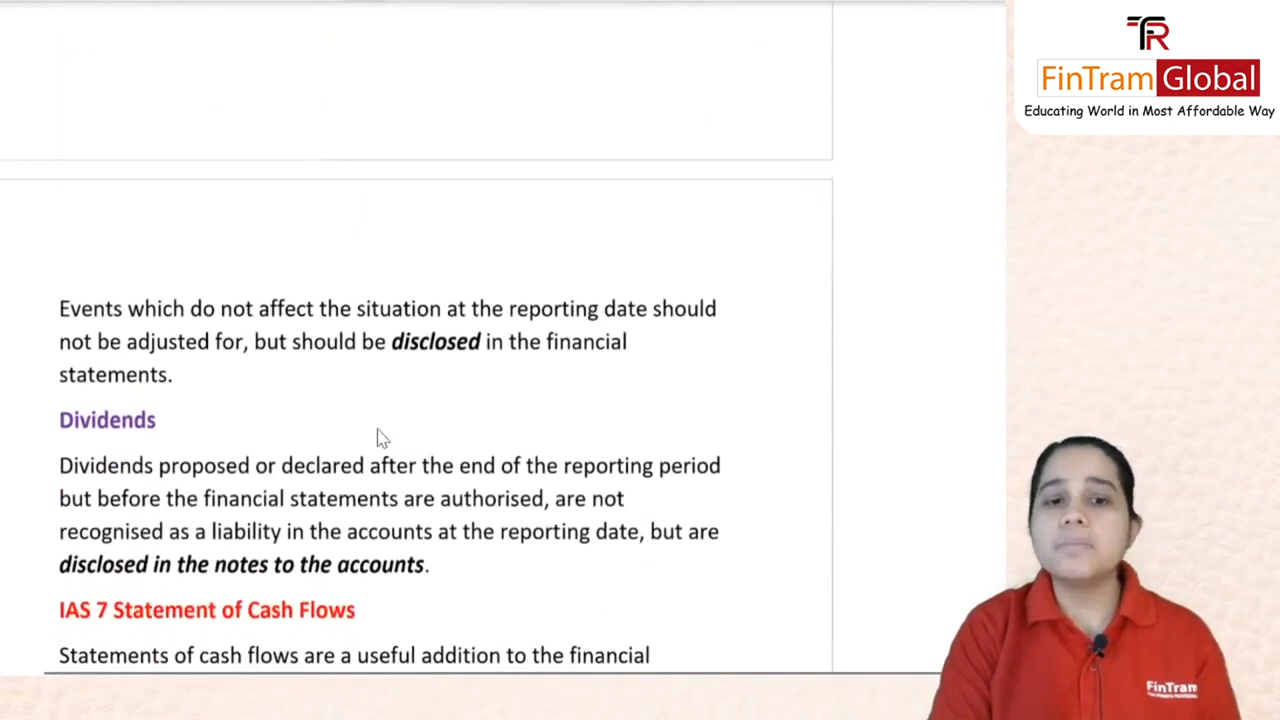 TR
FinTram Global
Educating World in Most Affordable Way
Events which do not affect the situation at the reporting date should
not be adjusted for, but should be disclosed in the financial
statements.
Dividends
Dividends proposed or declared after the end of the reporting period
but before the financial statements are authorised, are not
recognised as a liability in the accounts at the reporting date, but are
disclosed in the notes to the accounts.
IAS 7 Statement of Cash Flows
Statements of cash flows are a useful addition to the financial
FinTram